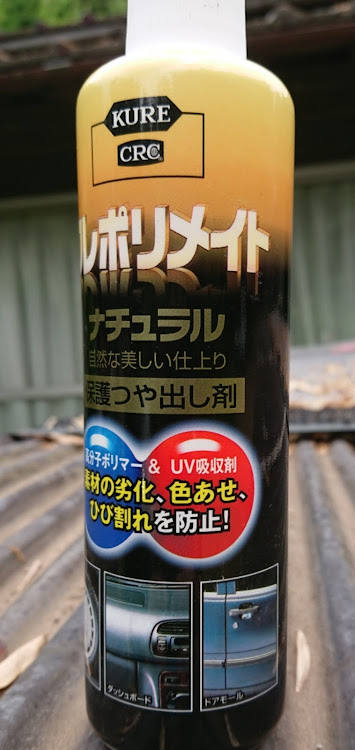 KURE
CRC
レポリメイト
ナチュラル
自然な美しい仕上り
保護つや出し剤
高分子ポリマー & UV吸収剤
素材の劣化、色あせ、
ひび割れを防止!
ダッシュボード
ドアモール